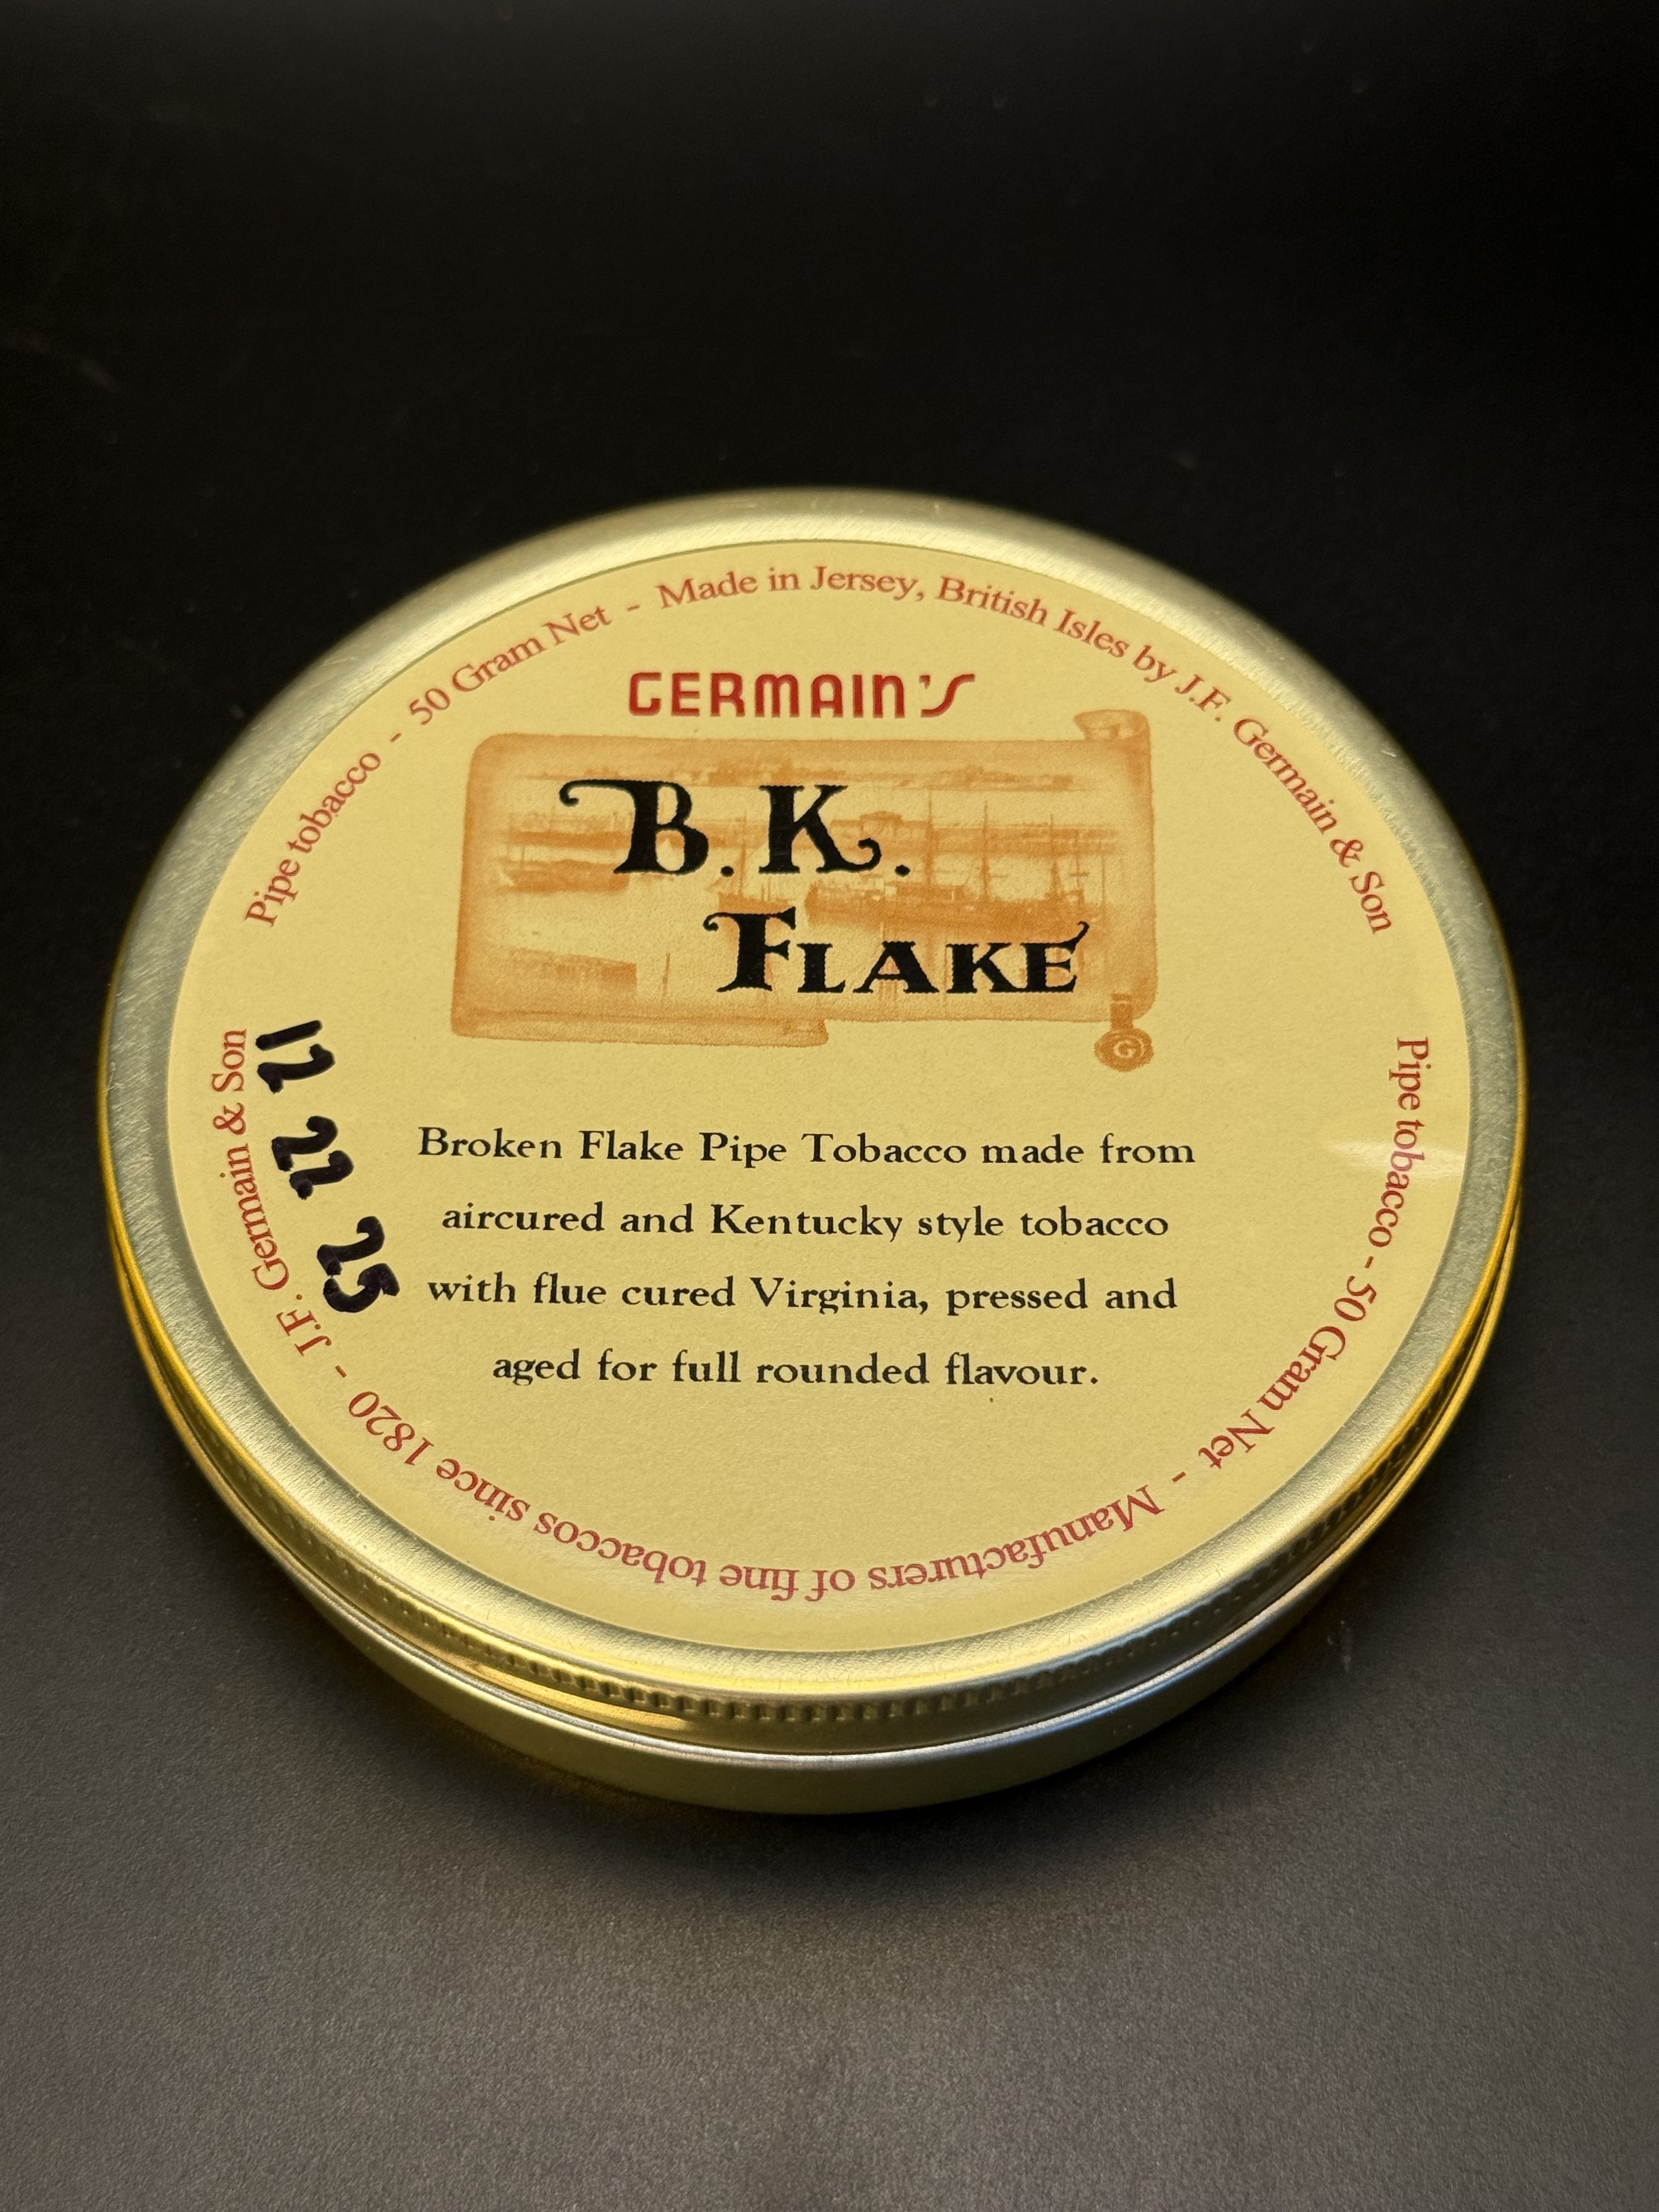 Pipe tobacco - 50 Gram Net - Made in Jersey, British Isles by J.F. Germain & Son
GERMAIN'S
B.K.
FLAKE
G
12 22 25
Broken Flake Pipe Tobacco made from
aircured and Kentucky style tobacco
with flue cured Virginia, pressed and
aged for full rounded flavour.
Pipe tobacco - 50 Gram Net - Manufacturers of fine tobaccos since 1820 - J.F. Germain & Son